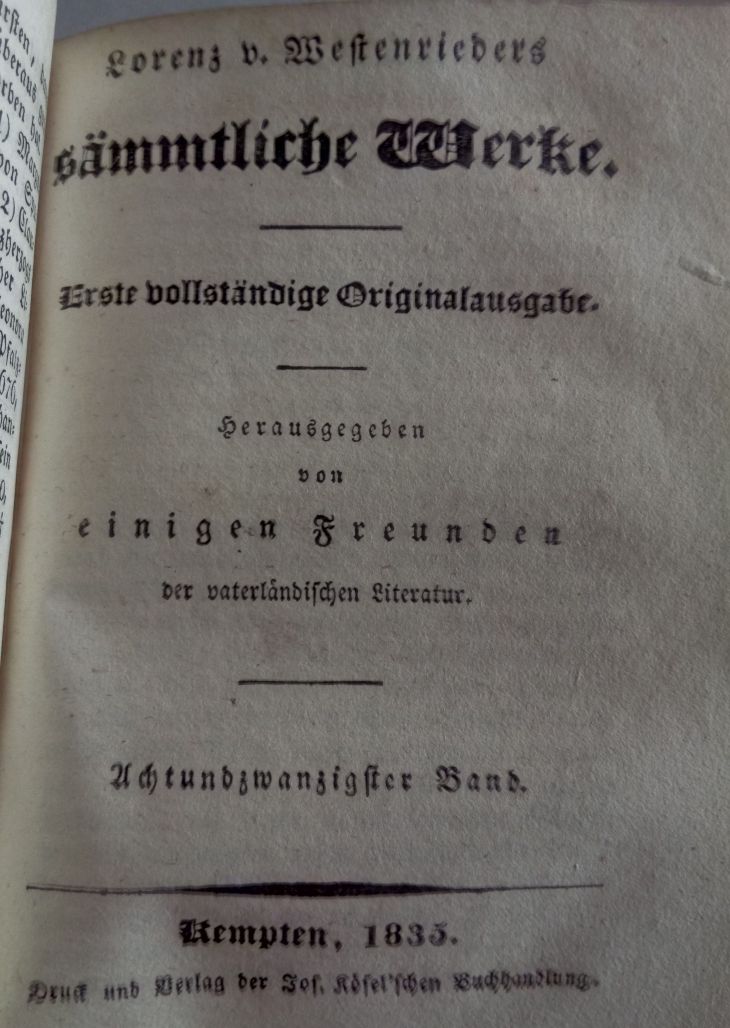 Lorenz v. Westenrieders
sämmtliche Werke.
Erste vollständige Originalausgabe.
Herausgegeben
von
einigen Freunden
der vaterländischen Literatur.
Achtundzwanzigster Band.
Kempten, 1835.
Druck und Verlag der Jos. Kösel'schen Buchhandlung.